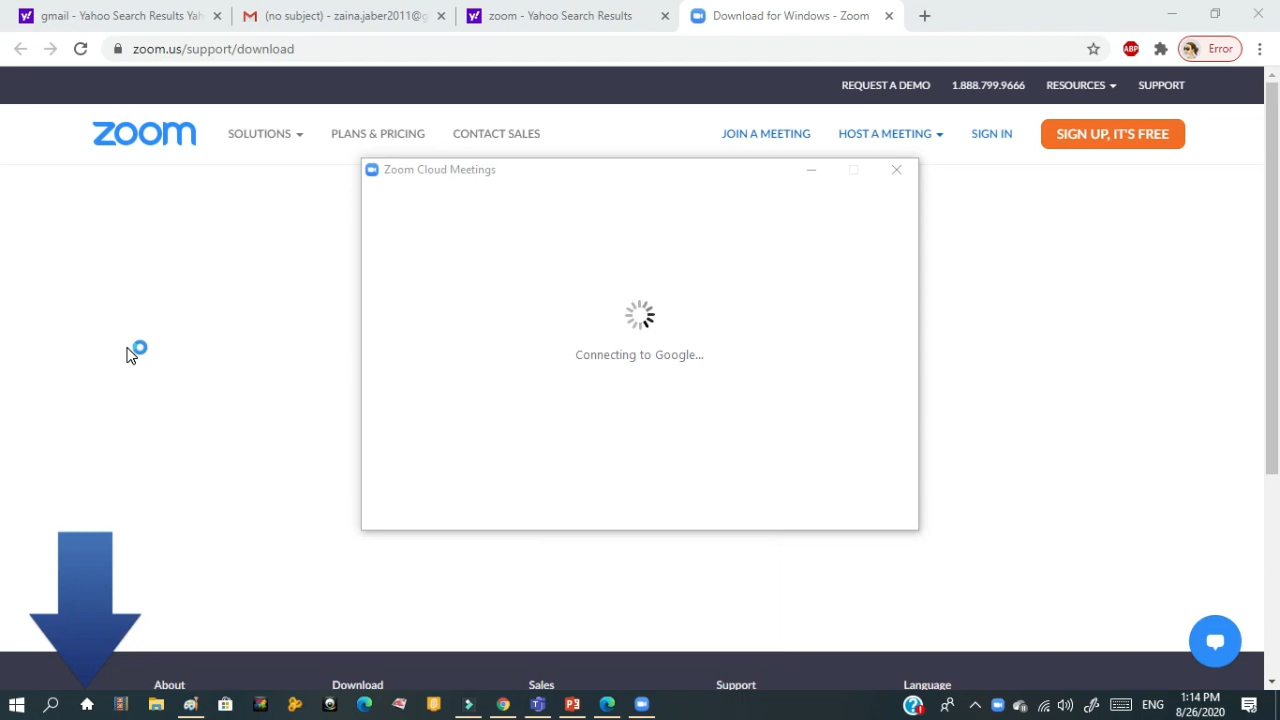 gmail - Yahoo Search Results Yah
(no subject) - zaina.jaber2011@g
zoom - Yahoo Search Results
Download for Windows - Zoom
zoom.us/support/download
ABP
Error
REQUEST A DEMO
1.888.799.9666
RESOURCES
SUPPORT
zoom
SOLUTIONS
PLANS & PRICING
CONTACT SALES
JOIN A MEETING
HOST A MEETING
SIGN IN
SIGN UP, IT'S FREE
Zoom Cloud Meetings
Connecting to Google...
About
Download
Sales
Support
Language
ENG
1:14 PM
8/26/2020